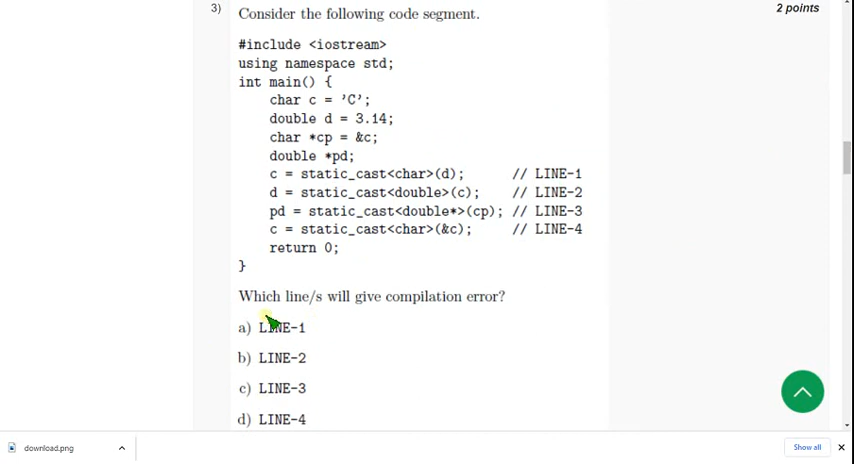 3) Consider the following code segment. 2 points
#include <iostream>
using namespace std;
int main() {
char c = 'C';
double d = 3.14;
char *cp = &c;
double *pd;
c = static_cast<char>(d); // LINE-1
d = static_cast<double>(c); // LINE-2
pd = static_cast<double*>(cp); // LINE-3
c = static_cast<char>(&c); // LINE-4
return 0;
}
Which line/s will give compilation error?
a) LINE-1
b) LINE-2
c) LINE-3
d) LINE-4
download.png Show all